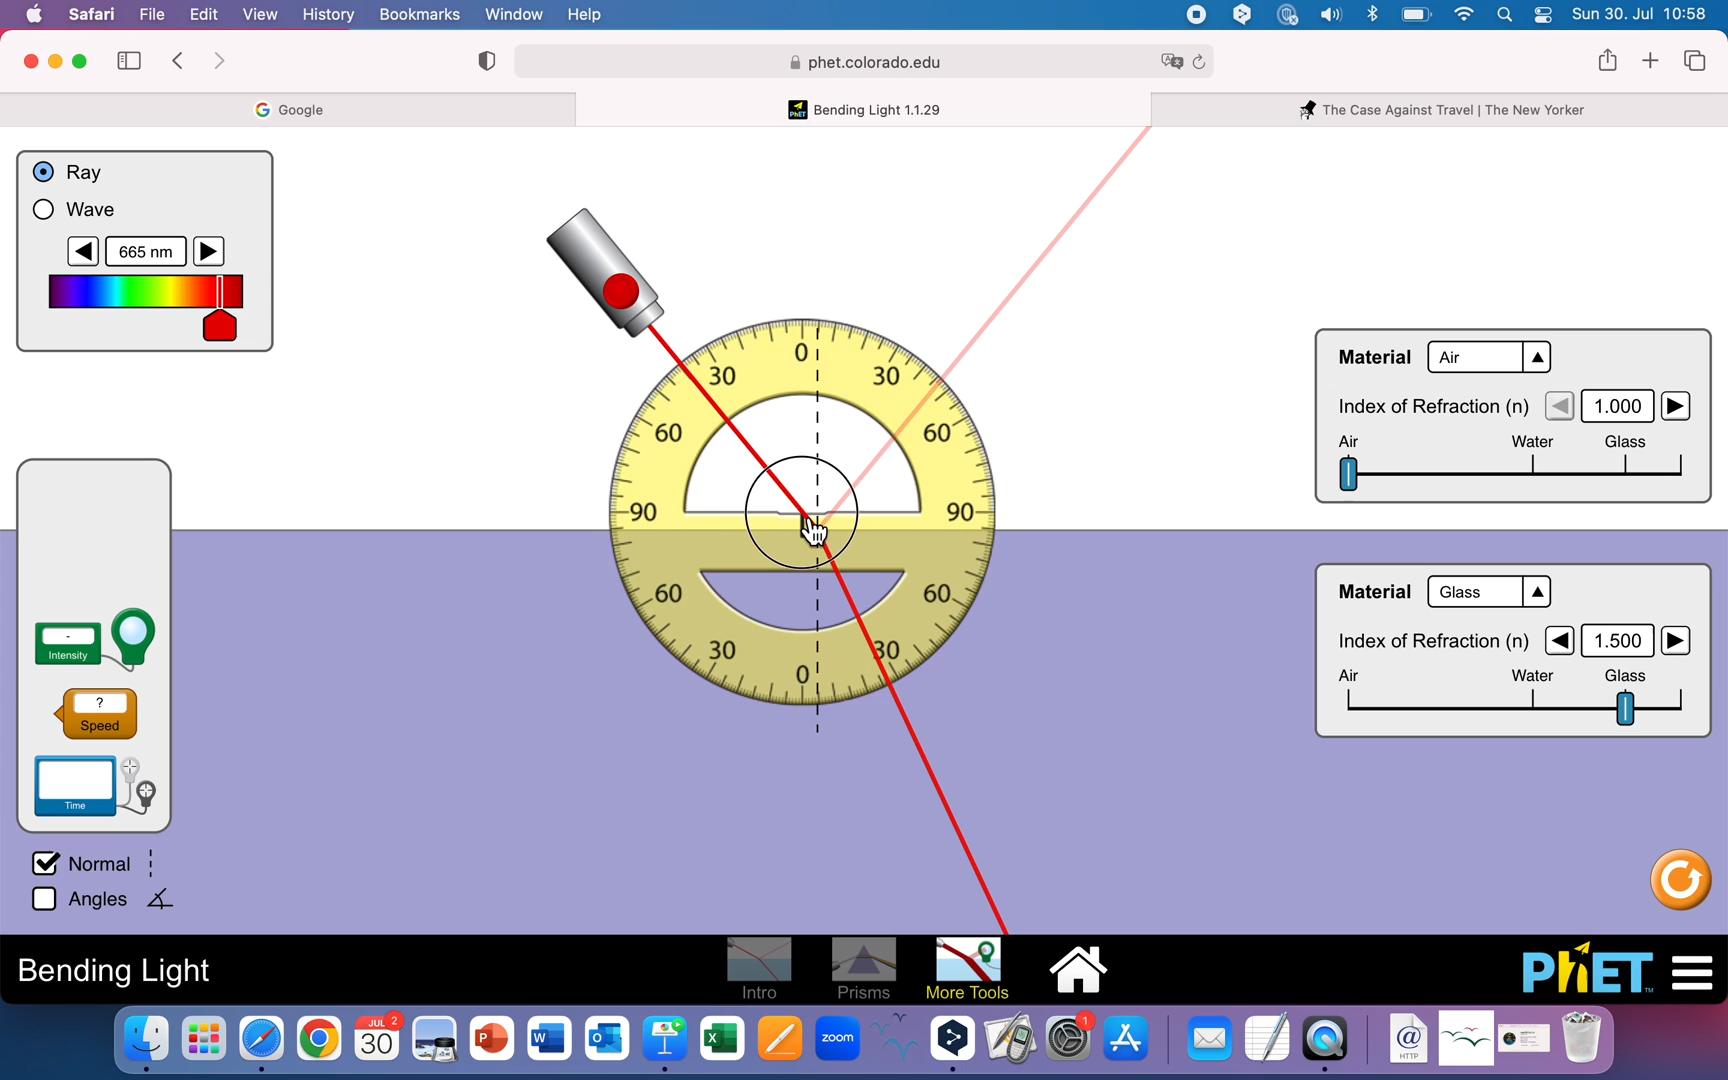 Safari File Edit View History Bookmarks Window Help Sun 30. Jul 10:58
phet.colorado.edu
Google
PhET Bending Light 1.1.29
The Case Against Travel | The New Yorker
Ray
Wave
665 nm
0
30 30
60 60
90 90
60 60
30 30
0
Material Air
Index of Refraction (n) 1.000
Air Water Glass
Material Glass
Index of Refraction (n) 1.500
Air Water Glass
-
Intensity
?
Speed
Time
Normal
Angles
Bending Light
Intro
Prisms
More Tools
PhET
JUL 2
30
P
W
O
X
zoom
1
@
HTTP